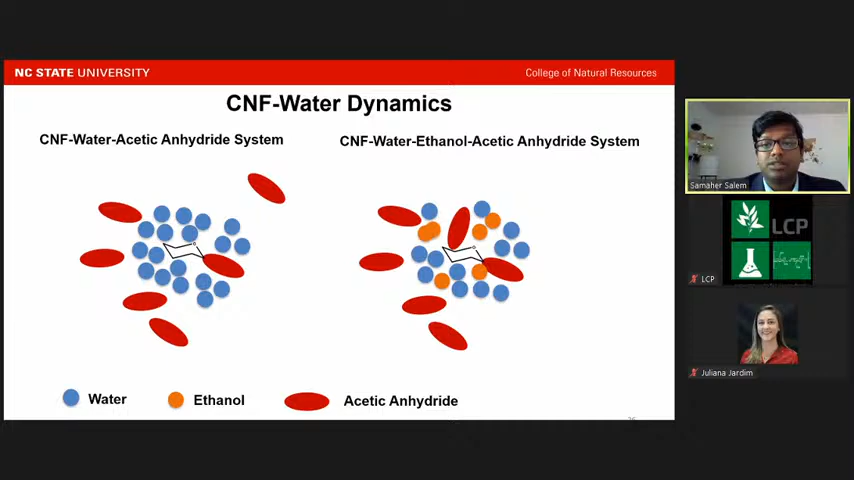 NC STATE UNIVERSITY
College of Natural Resources
CNF-Water Dynamics
CNF-Water-Acetic Anhydride System
CNF-Water-Ethanol-Acetic Anhydride System
Water
Ethanol
Acetic Anhydride
Samaher Salem
LCP
LCP
Juliana Jardim